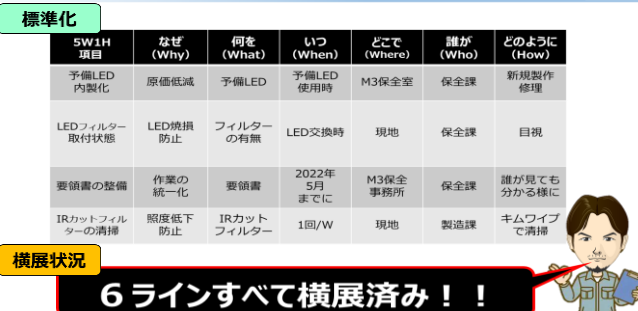 標準化
5W1H 項目 なぜ (Why) 何を (What) いつ (When) どこで (Where) 誰が (Who) どのように (How)
予備LED 内製化 原価低減 予備LED 予備LED 使用時 M3保全室 保全課 新規製作 修理
LEDフィルター 取付状態 LED焼損 防止 フィルター の有無 LED交換時 現地 保全課 目視
要領書の整備 作業の 統一化 要領書 2022年 5月 までに M3保全 事務所 保全課 誰が見ても 分かる様に
IRカットフィル ターの清掃 照度低下 防止 IRカット フィルター 1回/W 現地 製造課 キムワイプ で清掃
横展状況
6ラインすべて横展済み！！